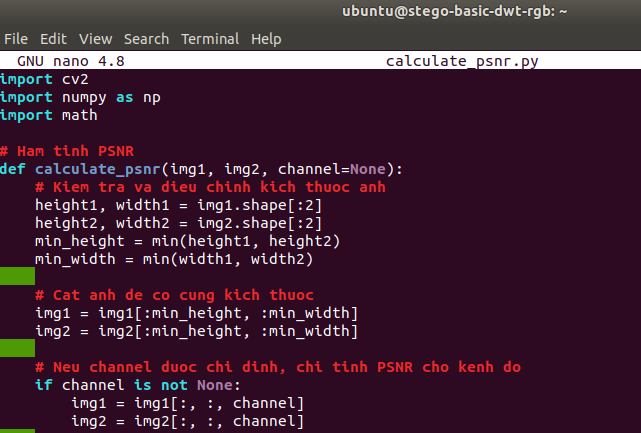 ubuntu@stego-basic-dwt-rgb: ~
File Edit View Search Terminal Help
GNU nano 4.8 calculate_psnr.py
import cv2
import numpy as np
import math

# Ham tinh PSNR
def calculate_psnr(img1, img2, channel=None):
    # Kiem tra va dieu chinh kich thuoc anh
    height1, width1 = img1.shape[:2]
    height2, width2 = img2.shape[:2]
    min_height = min(height1, height2)
    min_width = min(width1, width2)

    # Cat anh de co cung kich thuoc
    img1 = img1[:min_height, :min_width]
    img2 = img2[:min_height, :min_width]

    # Neu channel duoc chi dinh, chi tinh PSNR cho kenh do
    if channel is not None:
        img1 = img1[:, :, channel]
        img2 = img2[:, :, channel]